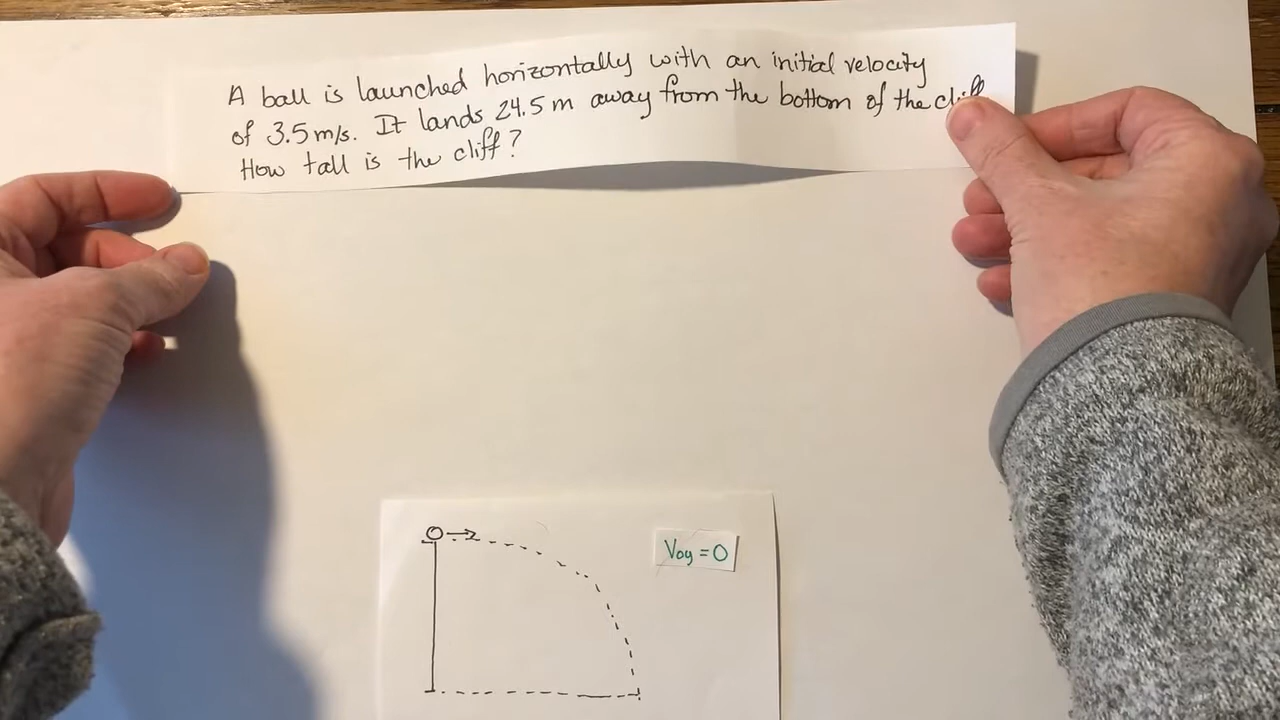 A ball is launched horizontally with an initial velocity
of 3.5 m/s. It lands 24.5 m away from the bottom of the cliff.
How tall is the cliff?
Voy = 0